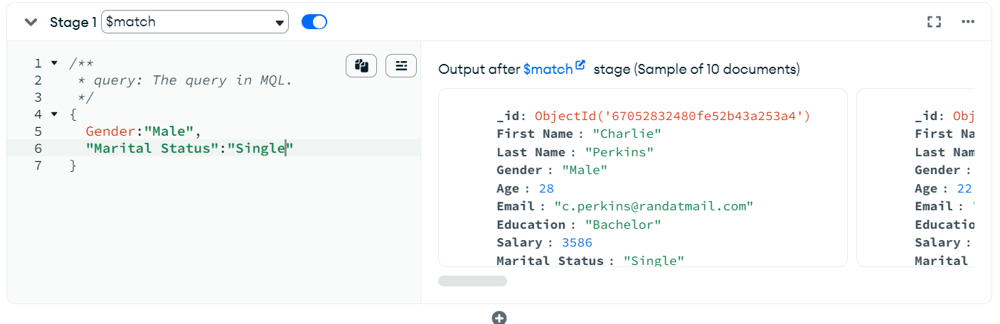 Stage 1 $match
1 /**
2 * query: The query in MQL.
3 */
4 {
5 Gender:"Male",
6 "Marital Status":"Single"
7 }
Output after $match stage (Sample of 10 documents)
_id: ObjectId('67052832480fe52b43a253a4')
First Name : "Charlie"
Last Name : "Perkins"
Gender : "Male"
Age : 28
Email : "c.perkins@randatmail.com"
Education : "Bachelor"
Salary : 3586
Marital Status : "Single"
_id: Obj
First Na
Last Nam
Gender :
Age : 22
Email : "
Educatio
Salary :
Marital